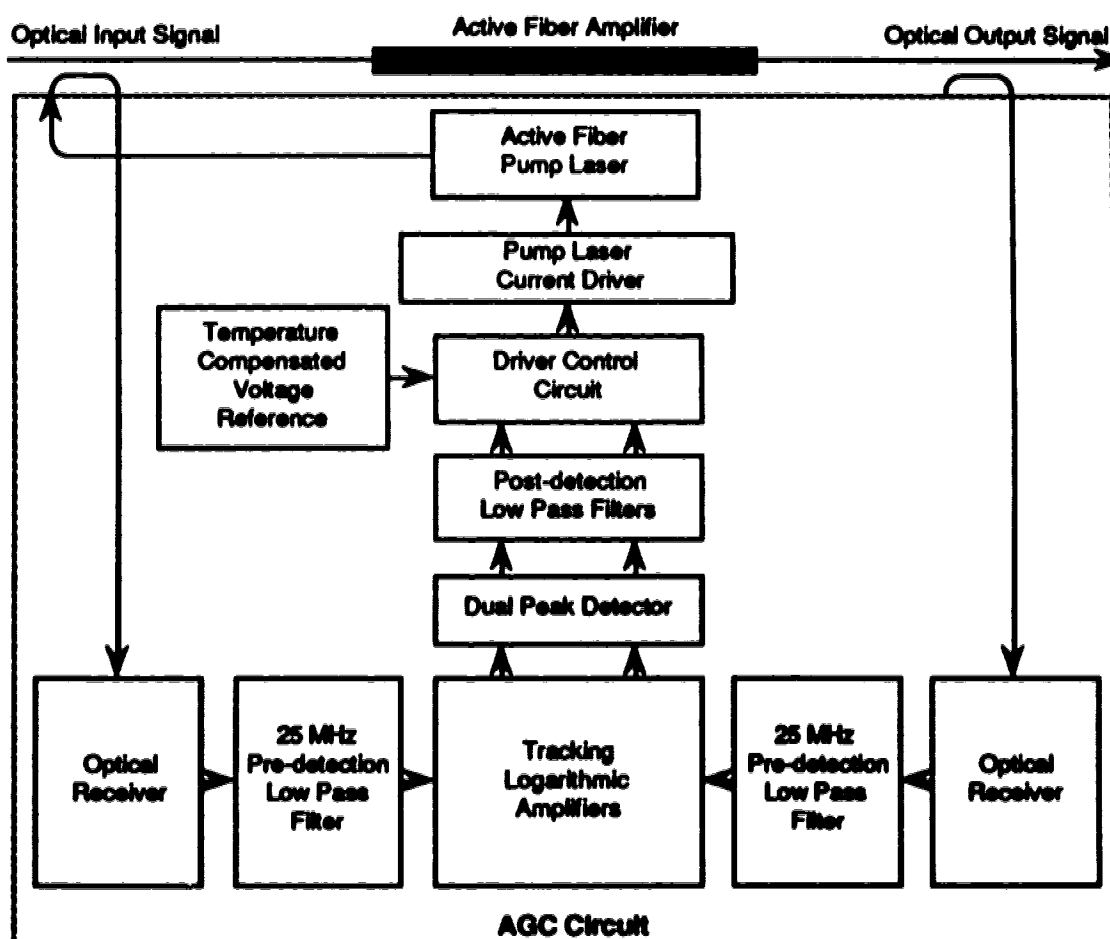 Optical Input Signal
Active Fiber Amplifier
Optical Output Signal
Active Fiber
Pump Laser
Pump Laser
Current Driver
Temperature
Compensated
Voltage
Reference
Driver Control
Circuit
Post-detection
Low Pass Filters
Dual Peak Detector
Optical
Receiver
25 MHz
Pre-detection
Low Pass
Filter
Tracking
Logarithmic
Amplifiers
25 MHz
Pre-detection
Low Pass
Filter
Optical
Receiver
AGC Circuit